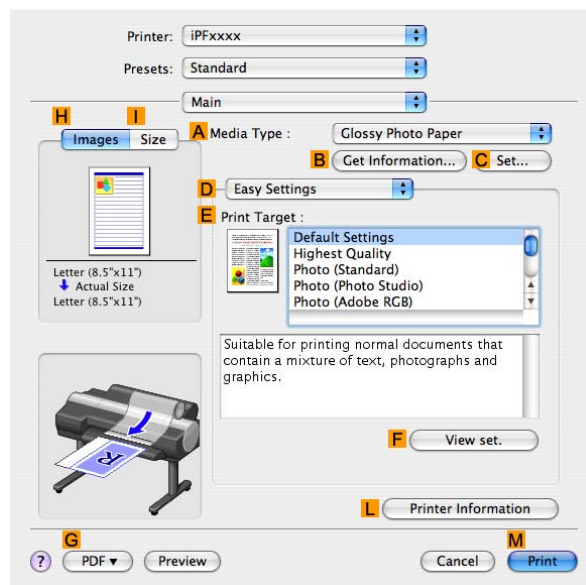 Printer: iPFxxxx
Presets: Standard
Main
H I
Images Size
A Media Type : Glossy Photo Paper
B Get Information... C Set...
D Easy Settings
E Print Target :
Default Settings
Highest Quality
Photo (Standard)
Photo (Photo Studio)
Photo (Adobe RGB)
Letter (8.5"x11")
Actual Size
Letter (8.5"x11")
Suitable for printing normal documents that
contain a mixture of text, photographs and
graphics.
R
F View set.
L Printer Information
G M
? PDF ▼ Preview Cancel Print